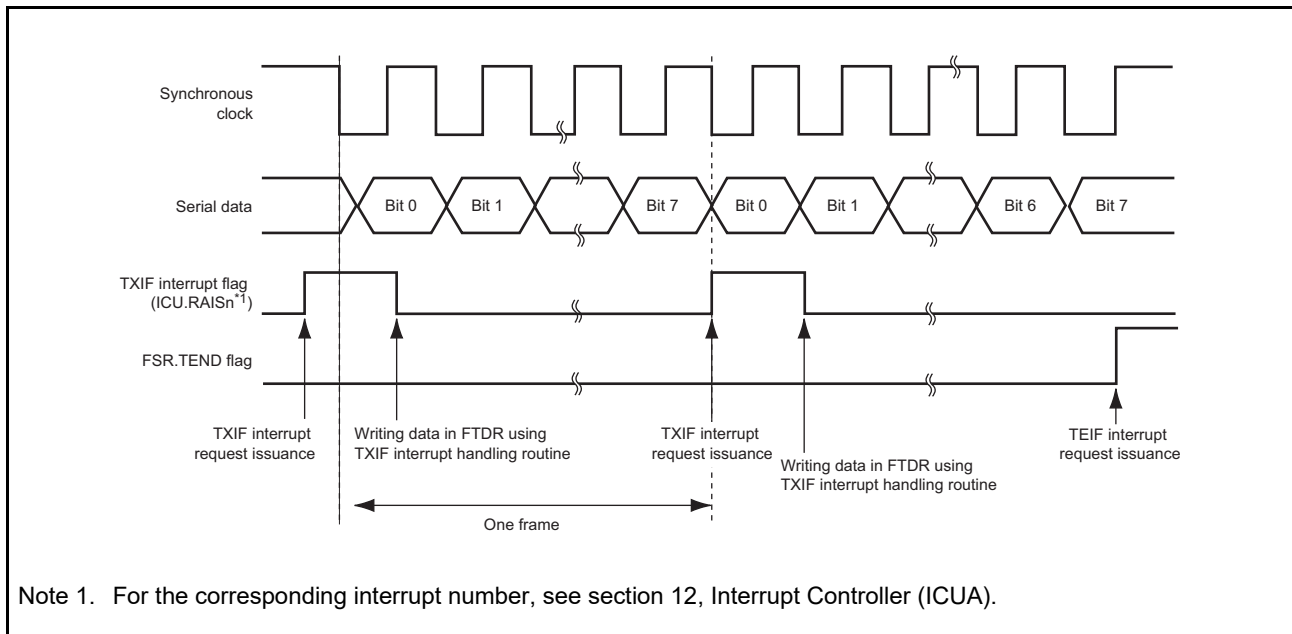 Synchronous
clock
Serial data
Bit 0
Bit 1
Bit 7
Bit 0
Bit 1
Bit 6
Bit 7
TXIF interrupt flag
(ICU.RAISn*1)
FSR.TEND flag
TXIF interrupt
request issuance
Writing data in FTDR using
TXIF interrupt handling routine
TXIF interrupt
request issuance
Writing data in FTDR using
TXIF interrupt handling routine
TEIF interrupt
request issuance
One frame
Note 1. For the corresponding interrupt number, see section 12, Interrupt Controller (ICUA).